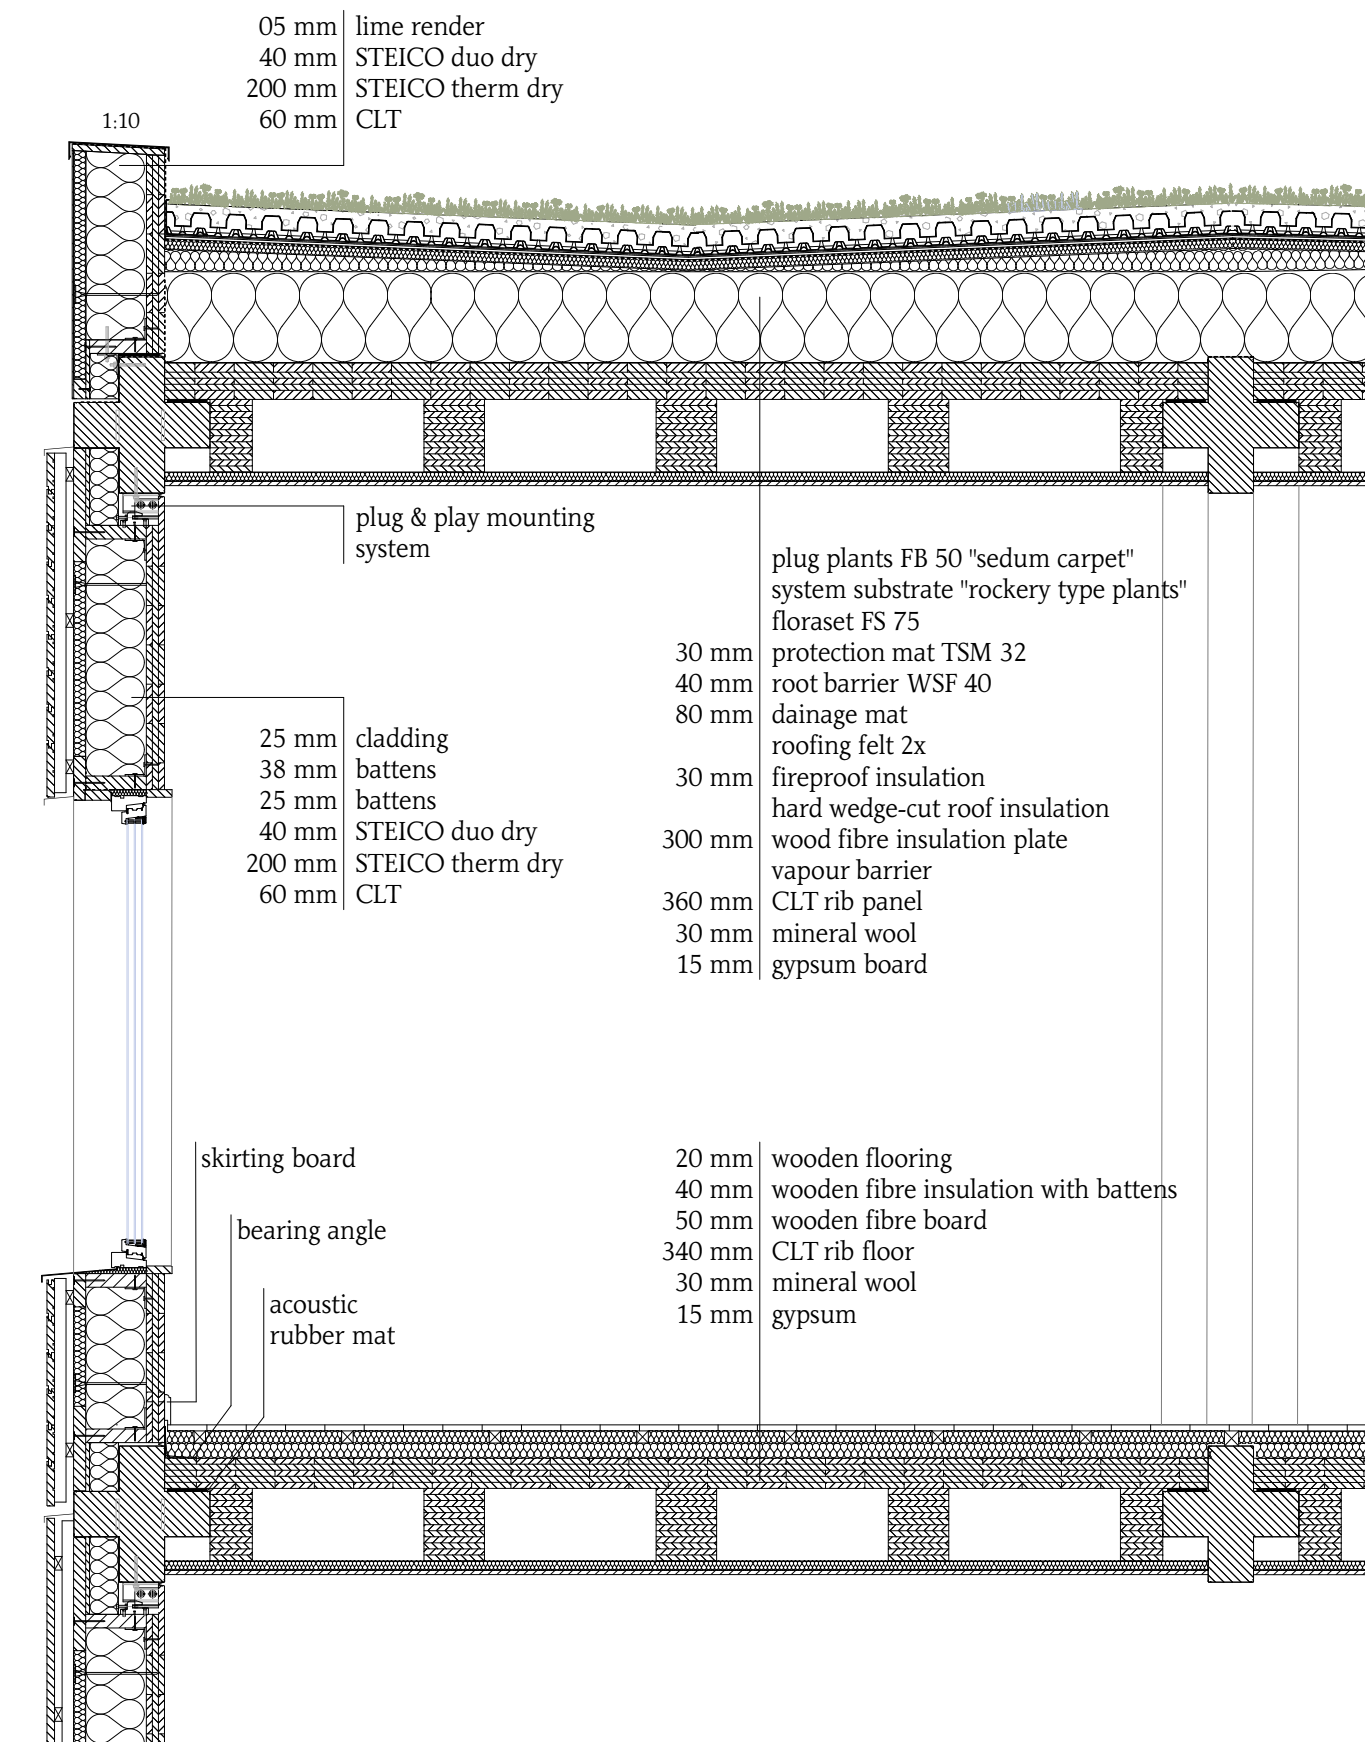 05 mm lime render
40 mm STEICO duo dry
200 mm STEICO therm dry
60 mm CLT
1:10
plug & play mounting
system
plug plants FB 50 "sedum carpet"
system substrate "rockery type plants"
floraset FS 75
30 mm protection mat TSM 32
40 mm root barrier WSF 40
80 mm dainage mat
roofing felt 2x
30 mm fireproof insulation
hard wedge-cut roof insulation
300 mm wood fibre insulation plate
vapour barrier
360 mm CLT rib panel
30 mm mineral wool
15 mm gypsum board
25 mm cladding
38 mm battens
25 mm battens
40 mm STEICO duo dry
200 mm STEICO therm dry
60 mm CLT
skirting board
bearing angle
acoustic
rubber mat
20 mm wooden flooring
40 mm wooden fibre insulation with battens
50 mm wooden fibre board
340 mm CLT rib floor
30 mm mineral wool
15 mm gypsum